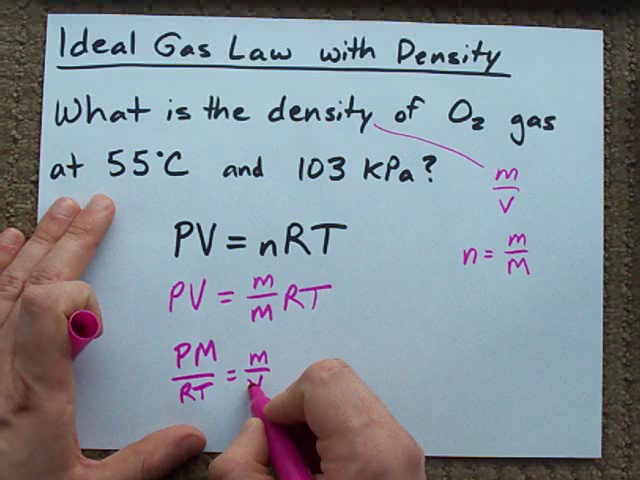 Ideal Gas Law with Density
What is the density of O₂ gas
at 55°C and 103 kPa?
m/V
PV = nRT
n = m/M
PV = m/M RT
PM/RT = m/V